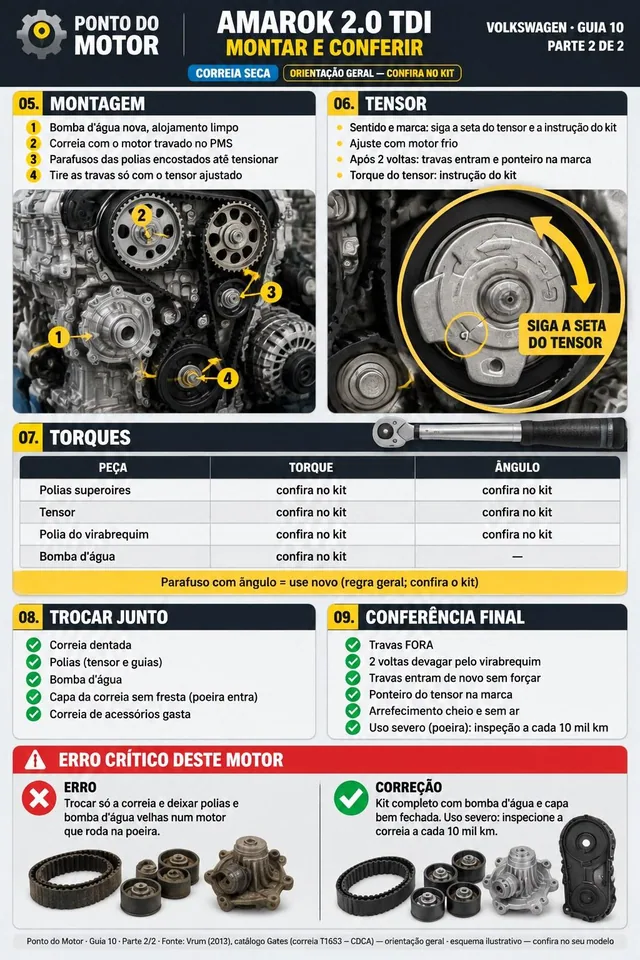 PONTO DO
MOTOR
AMAROK 2.0 TDI
MONTAR E CONFERIR
VOLKSWAGEN · GUIA 10
PARTE 2 DE 2
CORREIA SECA
ORIENTAÇÃO GERAL — CONFIRA NO KIT
05. MONTAGEM
1 Bomba d'água nova, alojamento limpo
2 Correia com o motor travado no PMS
3 Parafusos das polias encostados até tensionar
4 Tire as travas só com o tensor ajustado
2
3
1
4
06. TENSOR
• Sentido e marca: siga a seta do tensor e a instrução do kit
• Ajuste com motor frio
• Após 2 voltas: travas entram e ponteiro na marca
• Torque do tensor: instrução do kit
SIGA A SETA
DO TENSOR
07. TORQUES
PEÇA TORQUE ÂNGULO
Polias superoires confira no kit confira no kit
Tensor confira no kit confira no kit
Polia do virabrequim confira no kit confira no kit
Bomba d'água confira no kit —
Parafuso com ângulo = use novo (regra geral; confira o kit)
08. TROCAR JUNTO
Correia dentada
Polias (tensor e guias)
Bomba d'água
Capa da correia sem fresta (poeira entra)
Correia de acessórios gasta
09. CONFERÊNCIA FINAL
Travas FORA
2 voltas devagar pelo virabrequim
Travas entram de novo sem forçar
Ponteiro do tensor na marca
Arrefecimento cheio e sem ar
Uso severo (poeira): inspeção a cada 10 mil km
ERRO CRÍTICO DESTE MOTOR
ERRO
Trocar só a correia e deixar polias e
bomba d'água velhas num motor
que roda na poeira.
CORREÇÃO
Kit completo com bomba d'água e capa
bem fechada. Uso severo: inspecione a
correia a cada 10 mil km.
Ponto do Motor · Guia 10 · Parte 2/2 · Fonte: Vrum (2013), catálogo Gates (correia T1653 – CDCA) — orientação geral · esquema ilustrativo — confira no seu modelo